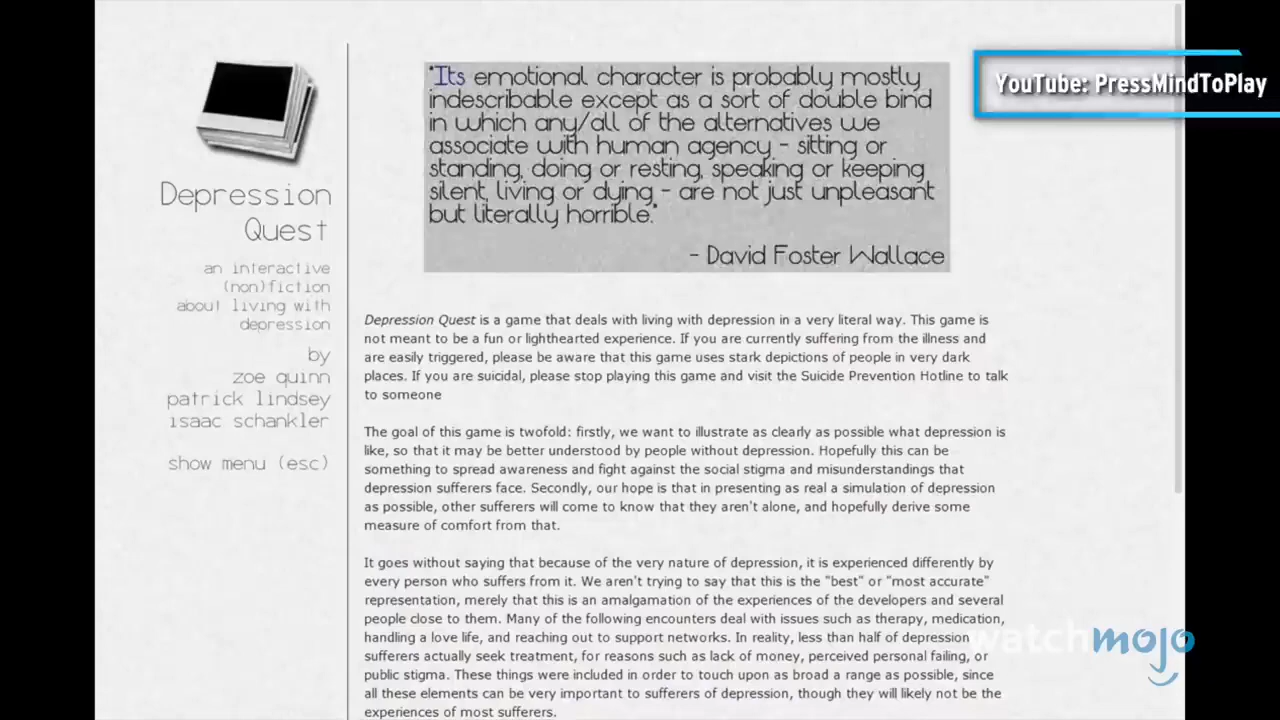 Depression
Quest
an interactive
(non)fiction
about living with
depression
by
zoe quinn
patrick lindsey
isaac schankler
show menu (esc)
"Its emotional character is probably mostly
indescribable except as a sort of double bind
in which any/all of the alternatives we
associate with human agency - sitting or
standing, doing or resting, speaking or keeping
silent, living or dying - are not just unpleasant
but literally horrible."
- David Foster Wallace
YouTube: PressMindToPlay
Depression Quest is a game that deals with living with depression in a very literal way. This game is
not meant to be a fun or lighthearted experience. If you are currently suffering from the illness and
are easily triggered, please be aware that this game uses stark depictions of people in very dark
places. If you are suicidal, please stop playing this game and visit the Suicide Prevention Hotline to talk
to someone
The goal of this game is twofold: firstly, we want to illustrate as clearly as possible what depression is
like, so that it may be better understood by people without depression. Hopefully this can be
something to spread awareness and fight against the social stigma and misunderstandings that
depression sufferers face. Secondly, our hope is that in presenting as real a simulation of depression
as possible, other sufferers will come to know that they aren't alone, and hopefully derive some
measure of comfort from that.
It goes without saying that because of the very nature of depression, it is experienced differently by
every person who suffers from it. We aren't trying to say that this is the "best" or "most accurate"
representation, merely that this is an amalgamation of the experiences of the developers and several
people close to them. Many of the following encounters deal with issues such as therapy, medication,
handling a love life, and reaching out to support networks. In reality, less than half of depression
sufferers actually seek treatment, for reasons such as lack of money, perceived personal failing, or
public stigma. These things were included in order to touch upon as broad a range as possible, since
all these elements can be very important to sufferers of depression, though they will likely not be the
experiences of most sufferers.
watchmojo